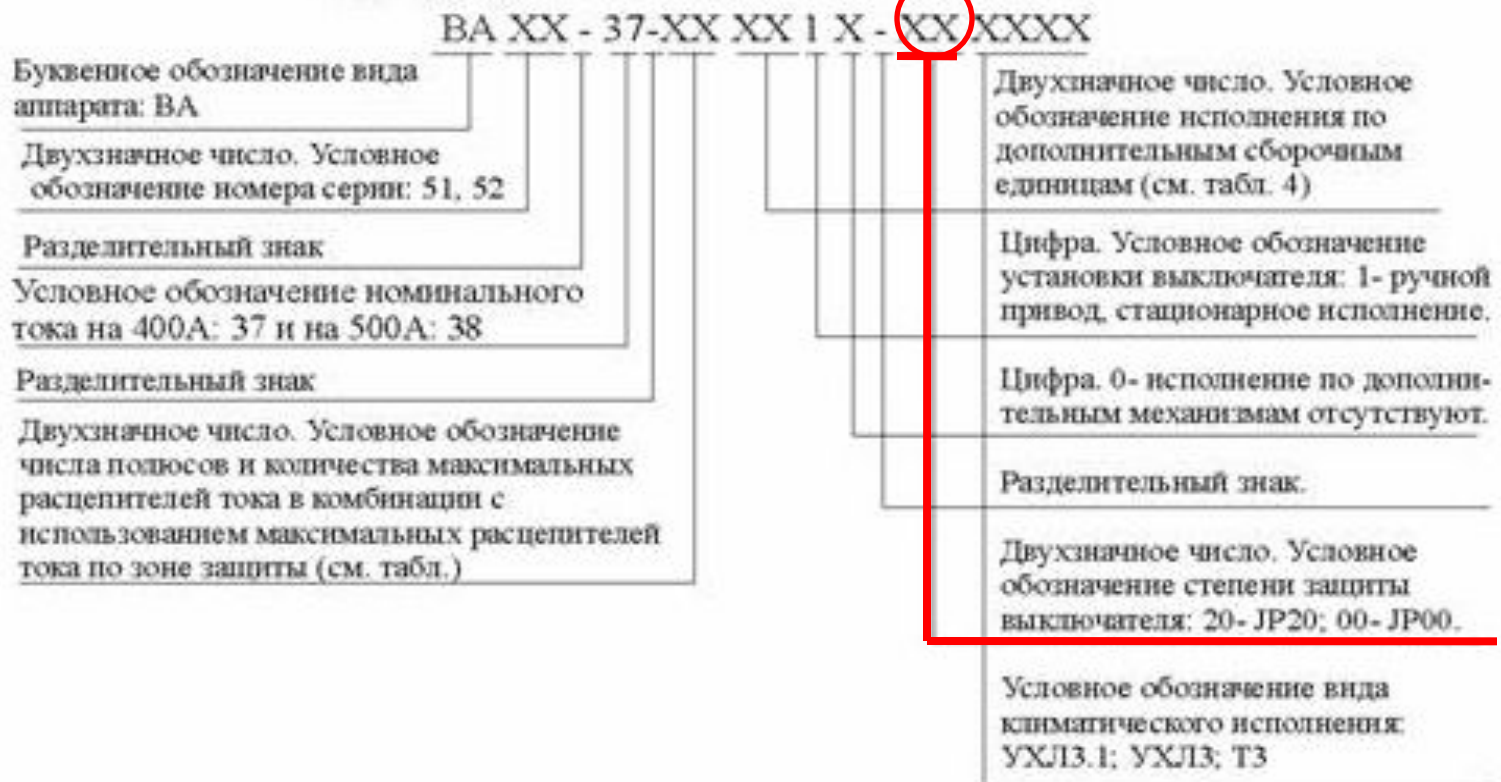 ВА ХХ - 37-ХХ ХХ 1 Х - ХХ ХХХХ
Буквенное обозначение вида
аппарата: ВА
Двухзначное число. Условное
обозначение номера серии: 51, 52
Разделительный знак
Условное обозначение номинального
тока на 400А: 37 и на 500А: 38
Разделительный знак
Двухзначное число. Условное обозначение
числа полюсов и количества максимальных
расцепителей тока в комбинации с
использованием максимальных расцепителей
тока по зоне защиты (см. табл.)
Двухзначное число. Условное
обозначение исполнения по
дополнительным сборочным
единицам (см. табл. 4)
Цифра. Условное обозначение
установки выключателя: 1- ручной
привод, стационарное исполнение.
Цифра. 0- исполнение по дополни-
тельным механизмам отсутствуют.
Разделительный знак.
Двухзначное число. Условное
обозначение степени защиты
выключателя: 20- JP20; 00- JP00.
Условное обозначение вида
климатического исполнения:
УХЛ3.1; УХЛ3; Т3